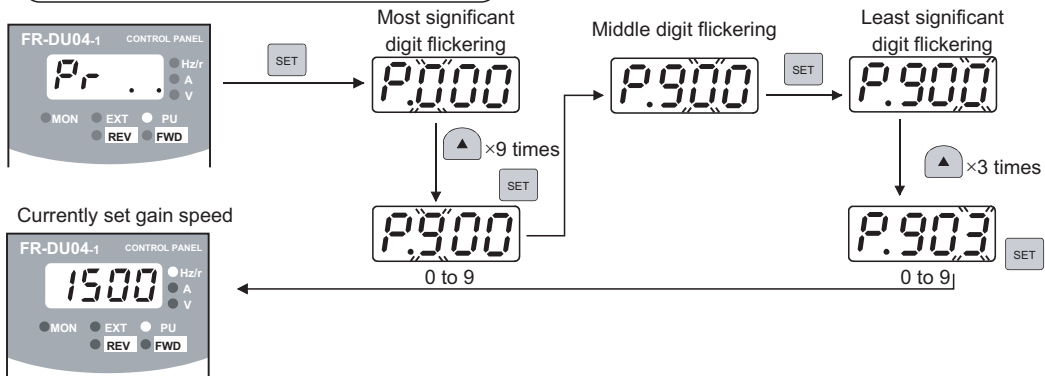 Most significant
digit flickering
Middle digit flickering
Least significant
digit flickering
FR-DU04-1 CONTROL PANEL
Pr . .
Hz/r
A
V
MON EXT PU
REV FWD
SET
P.000
P.900
SET
P.900
▲ ×9 times
SET
▲ ×3 times
P.900
0 to 9
P.903
SET
0 to 9
Currently set gain speed
FR-DU04-1 CONTROL PANEL
1500
Hz/r
A
V
MON EXT PU
REV FWD